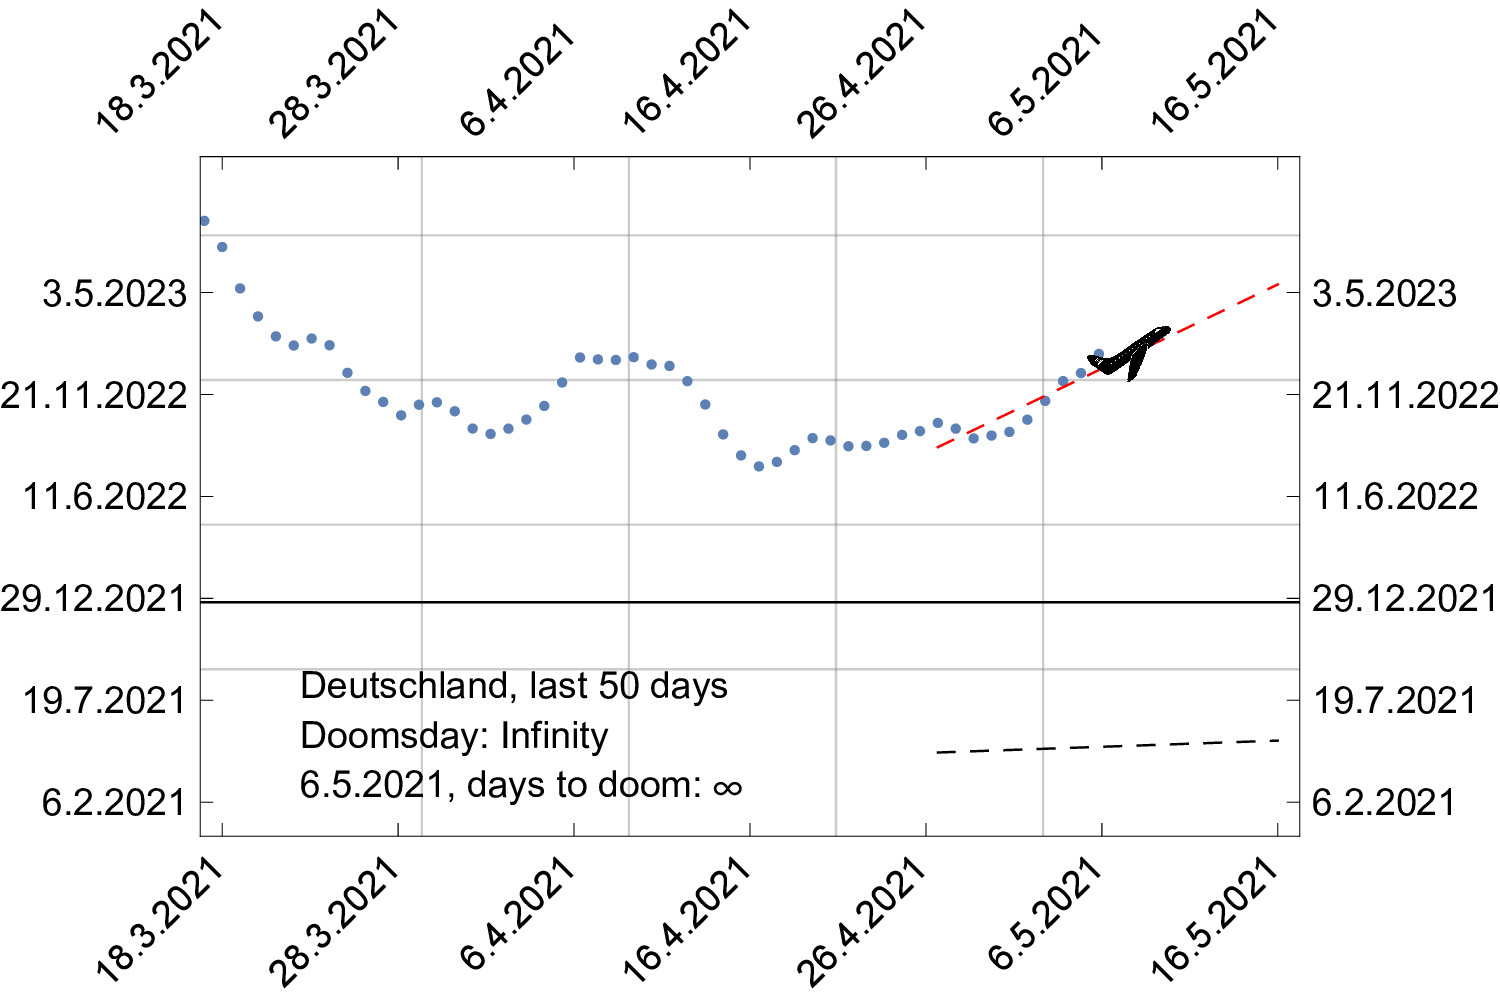 18.3.2021 28.3.2021 6.4.2021 16.4.2021 26.4.2021 6.5.2021 16.5.2021
3.5.2023 3.5.2023
21.11.2022 21.11.2022
11.6.2022 11.6.2022
29.12.2021 29.12.2021
Deutschland, last 50 days
19.7.2021 19.7.2021
Doomsday: Infinity
6.5.2021, days to doom: ∞
6.2.2021 6.2.2021
18.3.2021 28.3.2021 6.4.2021 16.4.2021 26.4.2021 6.5.2021 16.5.2021